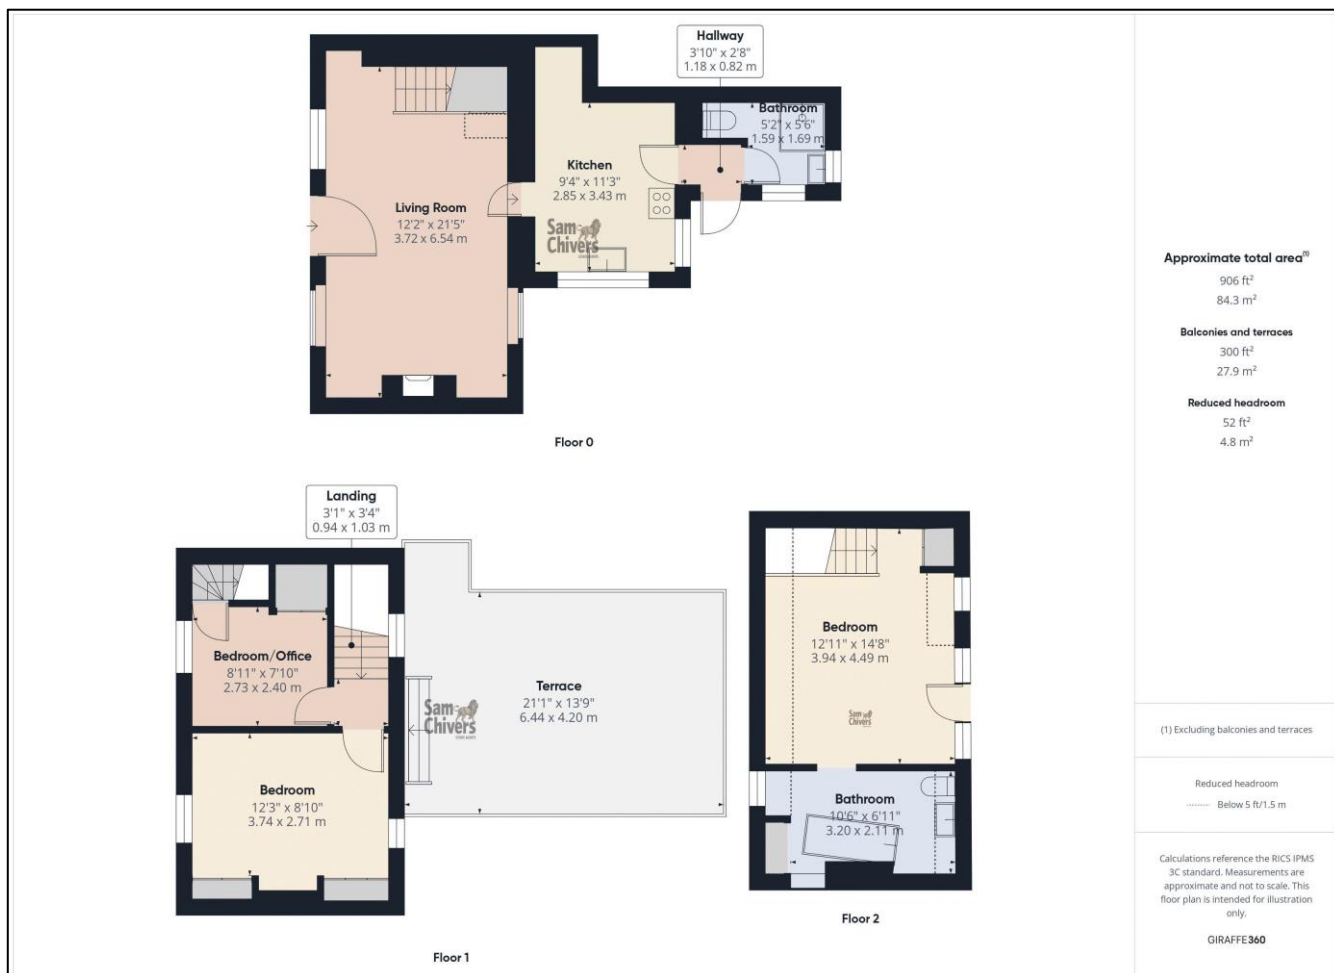 Hallway
3'10" x 2'8"
1.18 x 0.82 m
Bathroom
5'2" x 5'6"
1.59 x 1.69 m
Kitchen
9'4" x 11'3"
2.85 x 3.43 m
Living Room
12'2" x 21'5"
3.72 x 6.54 m
Sam
Chivers
Floor 0
Landing
3'1" x 3'4"
0.94 x 1.03 m
Bedroom/Office
8'11" x 7'10"
2.73 x 2.40 m
Terrace
21'1" x 13'9"
6.44 x 4.20 m
Sam
Chivers
Bedroom
12'3" x 8'10"
3.74 x 2.71 m
Floor 1
Bedroom
12'11" x 14'8"
3.94 x 4.49 m
Sam
Chivers
Bathroom
10'6" x 6'11"
3.20 x 2.11 m
Floor 2
Approximate total area(1)
906 ft²
84.3 m²
Balconies and terraces
300 ft²
27.9 m²
Reduced headroom
52 ft²
4.8 m²
(1) Excluding balconies and terraces
Reduced headroom
Below 5 ft/1.5 m
Calculations reference the RICS IPMS
3C standard. Measurements are
approximate and not to scale. This
floor plan is intended for illustration
only.
GIRAFFE360